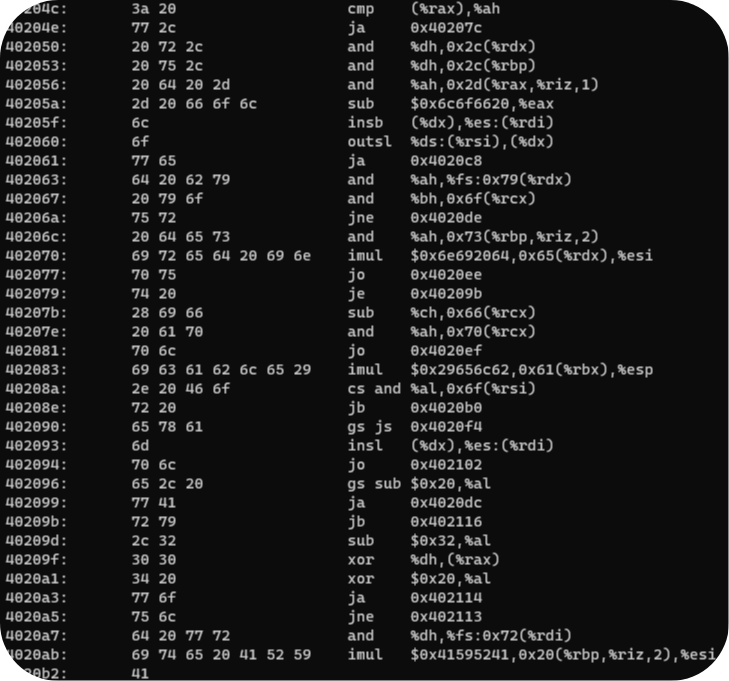 40204c: 3a 20 cmp (%rax),%ah
40204e: 77 2c ja 0x40207c
402050: 20 72 2c and %dh,0x2c(%rdx)
402053: 20 75 2c and %dh,0x2c(%rbp)
402056: 20 64 20 2d and %ah,0x2d(%rax,%riz,1)
40205a: 2d 20 66 6f 6c sub $0x6c6f6620,%eax
40205f: 6c insb (%dx),%es:(%rdi)
402060: 6f outsl %ds:(%rsi),(%dx)
402061: 77 65 ja 0x4020c8
402063: 64 20 62 79 and %ah,%fs:0x79(%rdx)
402067: 20 79 6f and %bh,0x6f(%rcx)
40206a: 75 72 jne 0x4020de
40206c: 20 64 65 73 and %ah,0x73(%rbp,%riz,2)
402070: 69 72 65 64 20 69 6e imul $0x6e692064,0x65(%rdx),%esi
402077: 70 75 jo 0x4020ee
402079: 74 20 je 0x40209b
40207b: 28 69 66 sub %ch,0x66(%rcx)
40207e: 20 61 70 and %ah,0x70(%rcx)
402081: 70 6c jo 0x4020ef
402083: 69 63 61 62 6c 65 29 imul $0x29656c62,0x61(%rbx),%esp
40208a: 2e 20 46 6f cs and %al,0x6f(%rsi)
40208e: 72 20 jb 0x4020b0
402090: 65 78 61 gs js 0x4020f4
402093: 6d insl (%dx),%es:(%rdi)
402094: 70 6c jo 0x402102
402096: 65 2c 20 gs sub $0x20,%al
402099: 77 41 ja 0x4020dc
40209b: 72 79 jb 0x402116
40209d: 2c 32 sub $0x32,%al
40209f: 30 30 xor %dh,(%rax)
4020a1: 34 20 xor $0x20,%al
4020a3: 77 6f ja 0x402114
4020a5: 75 6c jne 0x402113
4020a7: 64 20 77 72 and %dh,%fs:0x72(%rdi)
4020ab: 69 74 65 20 41 52 59 imul $0x41595241,0x20(%rbp,%riz,2),%esi
4020b2: 41